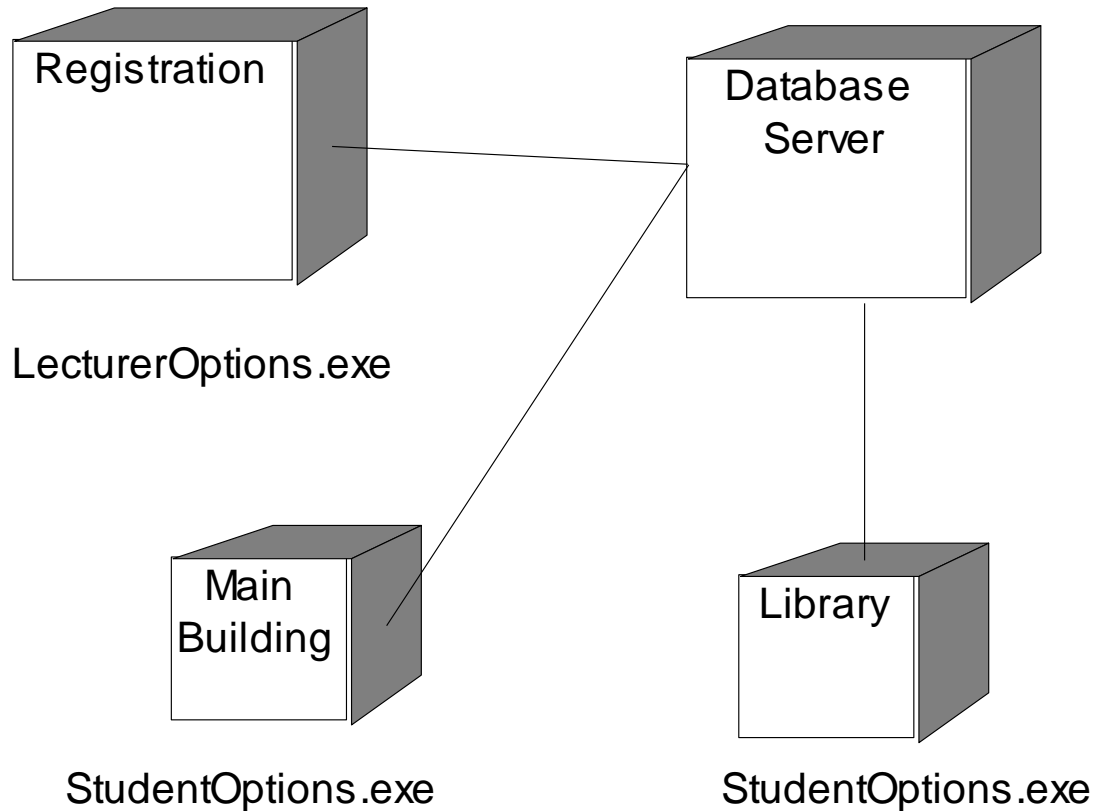 Registration
Database
Server
LecturerOptions.exe
Main
Building
Library
StudentOptions.exe
StudentOptions.exe